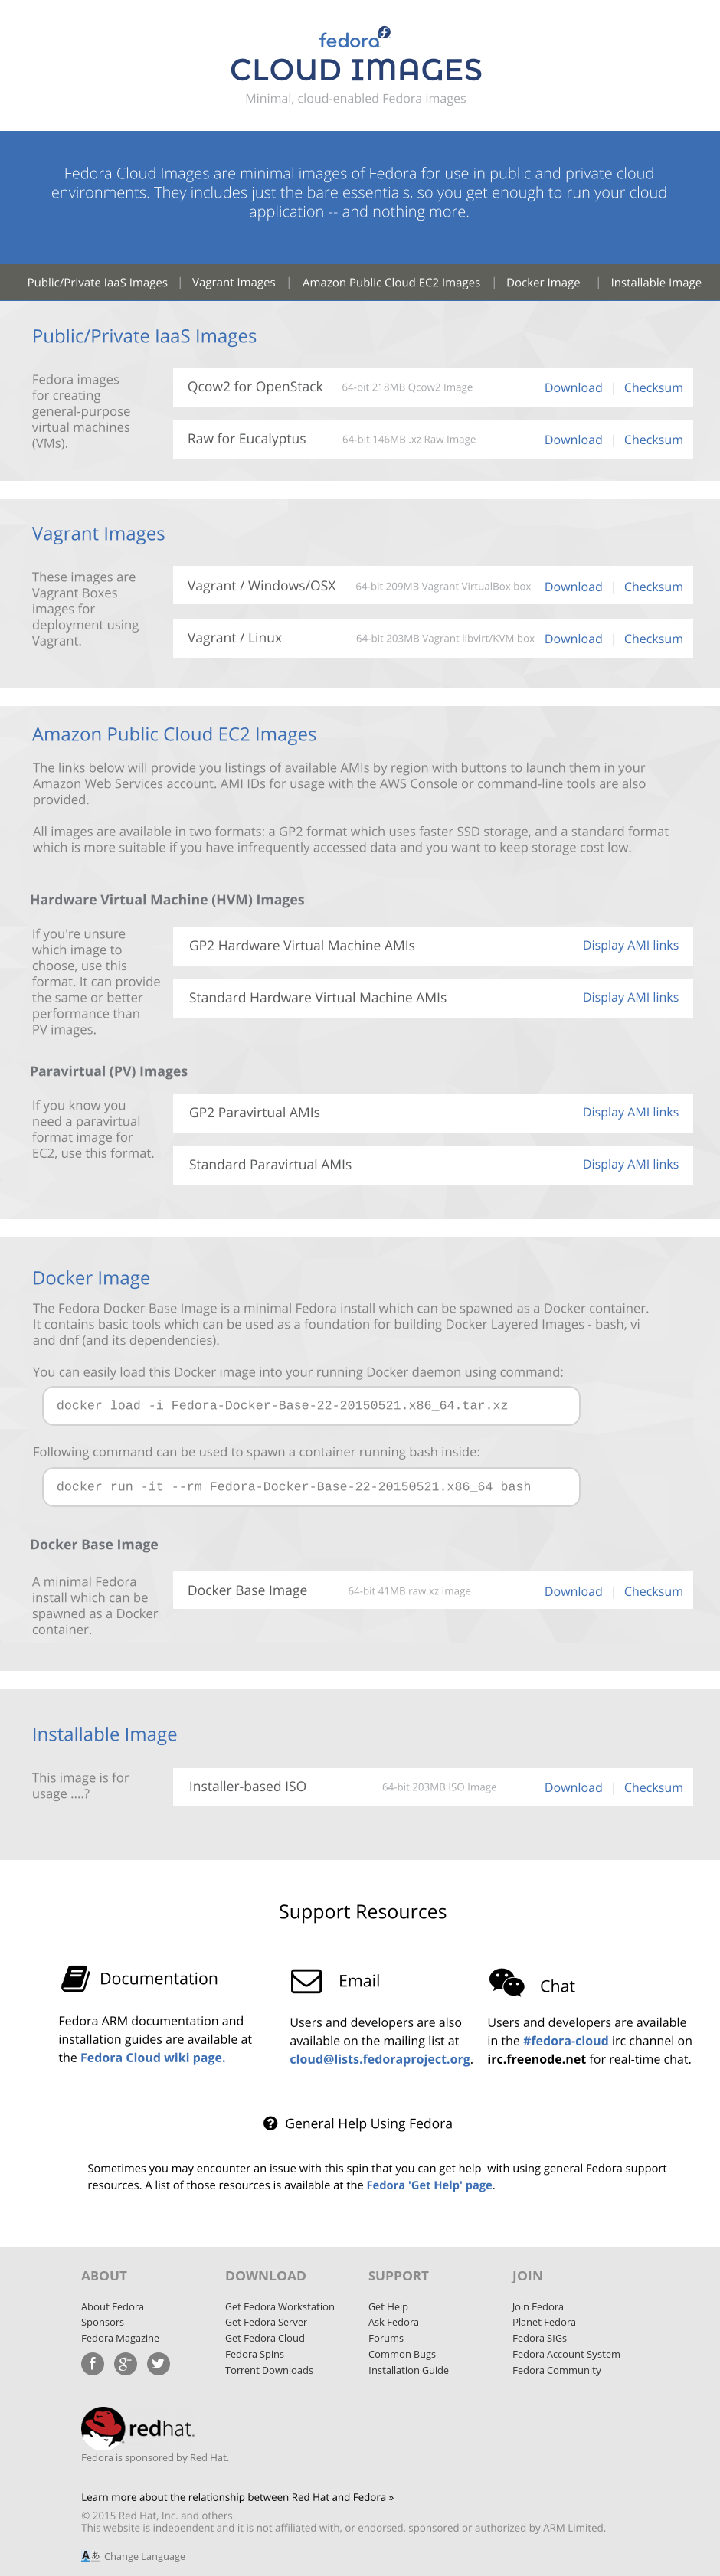 fedora
CLOUD IMAGES
Minimal, cloud-enabled Fedora images
Fedora Cloud Images are minimal images of Fedora for use in public and private cloud
environments. They includes just the bare essentials, so you get enough to run your cloud
application -- and nothing more.
Public/Private IaaS Images | Vagrant Images | Amazon Public Cloud EC2 Images | Docker Image | Installable Image
Public/Private IaaS Images
Fedora images
for creating
general-purpose
virtual machines
(VMs).
Qcow2 for OpenStack 64-bit 218MB Qcow2 Image Download | Checksum
Raw for Eucalyptus 64-bit 146MB .xz Raw Image Download | Checksum
Vagrant Images
These images are
Vagrant Boxes
images for
deployment using
Vagrant.
Vagrant / Windows/OSX 64-bit 209MB Vagrant VirtualBox box Download | Checksum
Vagrant / Linux 64-bit 203MB Vagrant libvirt/KVM box Download | Checksum
Amazon Public Cloud EC2 Images
The links below will provide you listings of available AMIs by region with buttons to launch them in your
Amazon Web Services account. AMI IDs for usage with the AWS Console or command-line tools are also
provided.
All images are available in two formats: a GP2 format which uses faster SSD storage, and a standard format
which is more suitable if you have infrequently accessed data and you want to keep storage cost low.
Hardware Virtual Machine (HVM) Images
If you're unsure
which image to
choose, use this
format. It can provide
the same or better
performance than
PV images.
GP2 Hardware Virtual Machine AMIs Display AMI links
Standard Hardware Virtual Machine AMIs Display AMI links
Paravirtual (PV) Images
If you know you
need a paravirtual
format image for
EC2, use this format.
GP2 Paravirtual AMIs Display AMI links
Standard Paravirtual AMIs Display AMI links
Docker Image
The Fedora Docker Base Image is a minimal Fedora install which can be spawned as a Docker container.
It contains basic tools which can be used as a foundation for building Docker Layered Images - bash, vi
and dnf (and its dependencies).
You can easily load this Docker image into your running Docker daemon using command:
docker load -i Fedora-Docker-Base-22-20150521.x86_64.tar.xz
Following command can be used to spawn a container running bash inside:
docker run -it --rm Fedora-Docker-Base-22-20150521.x86_64 bash
Docker Base Image
A minimal Fedora
install which can be
spawned as a Docker
container.
Docker Base Image 64-bit 41MB raw.xz Image Download | Checksum
Installable Image
This image is for
usage ....?
Installer-based ISO 64-bit 203MB ISO Image Download | Checksum
Support Resources
Documentation
Fedora ARM documentation and
installation guides are available at
the Fedora Cloud wiki page.
Email
Users and developers are also
available on the mailing list at
cloud@lists.fedoraproject.org.
Chat
Users and developers are available
in the #fedora-cloud irc channel on
irc.freenode.net for real-time chat.
General Help Using Fedora
Sometimes you may encounter an issue with this spin that you can get help with using general Fedora support
resources. A list of those resources is available at the Fedora 'Get Help' page.
ABOUT
About Fedora
Sponsors
Fedora Magazine
DOWNLOAD
Get Fedora Workstation
Get Fedora Server
Get Fedora Cloud
Fedora Spins
Torrent Downloads
SUPPORT
Get Help
Ask Fedora
Forums
Common Bugs
Installation Guide
JOIN
Join Fedora
Planet Fedora
Fedora SIGs
Fedora Account System
Fedora Community
redhat.
Fedora is sponsored by Red Hat.
Learn more about the relationship between Red Hat and Fedora »
© 2015 Red Hat, Inc. and others.
This website is independent and it is not affiliated with, or endorsed, sponsored or authorized by ARM Limited.
Change Language